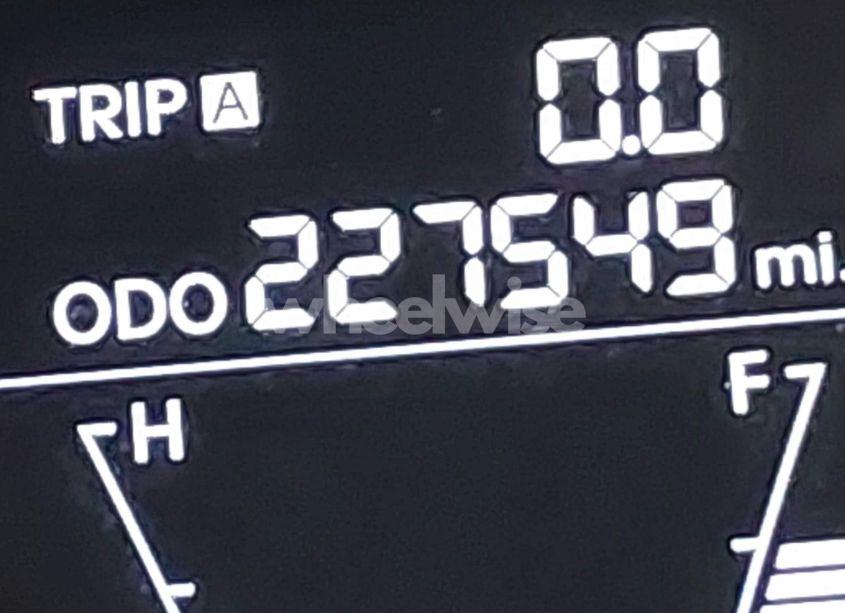 TRIP A 0.0
ODO 227549 mi.
wheelwise
H F